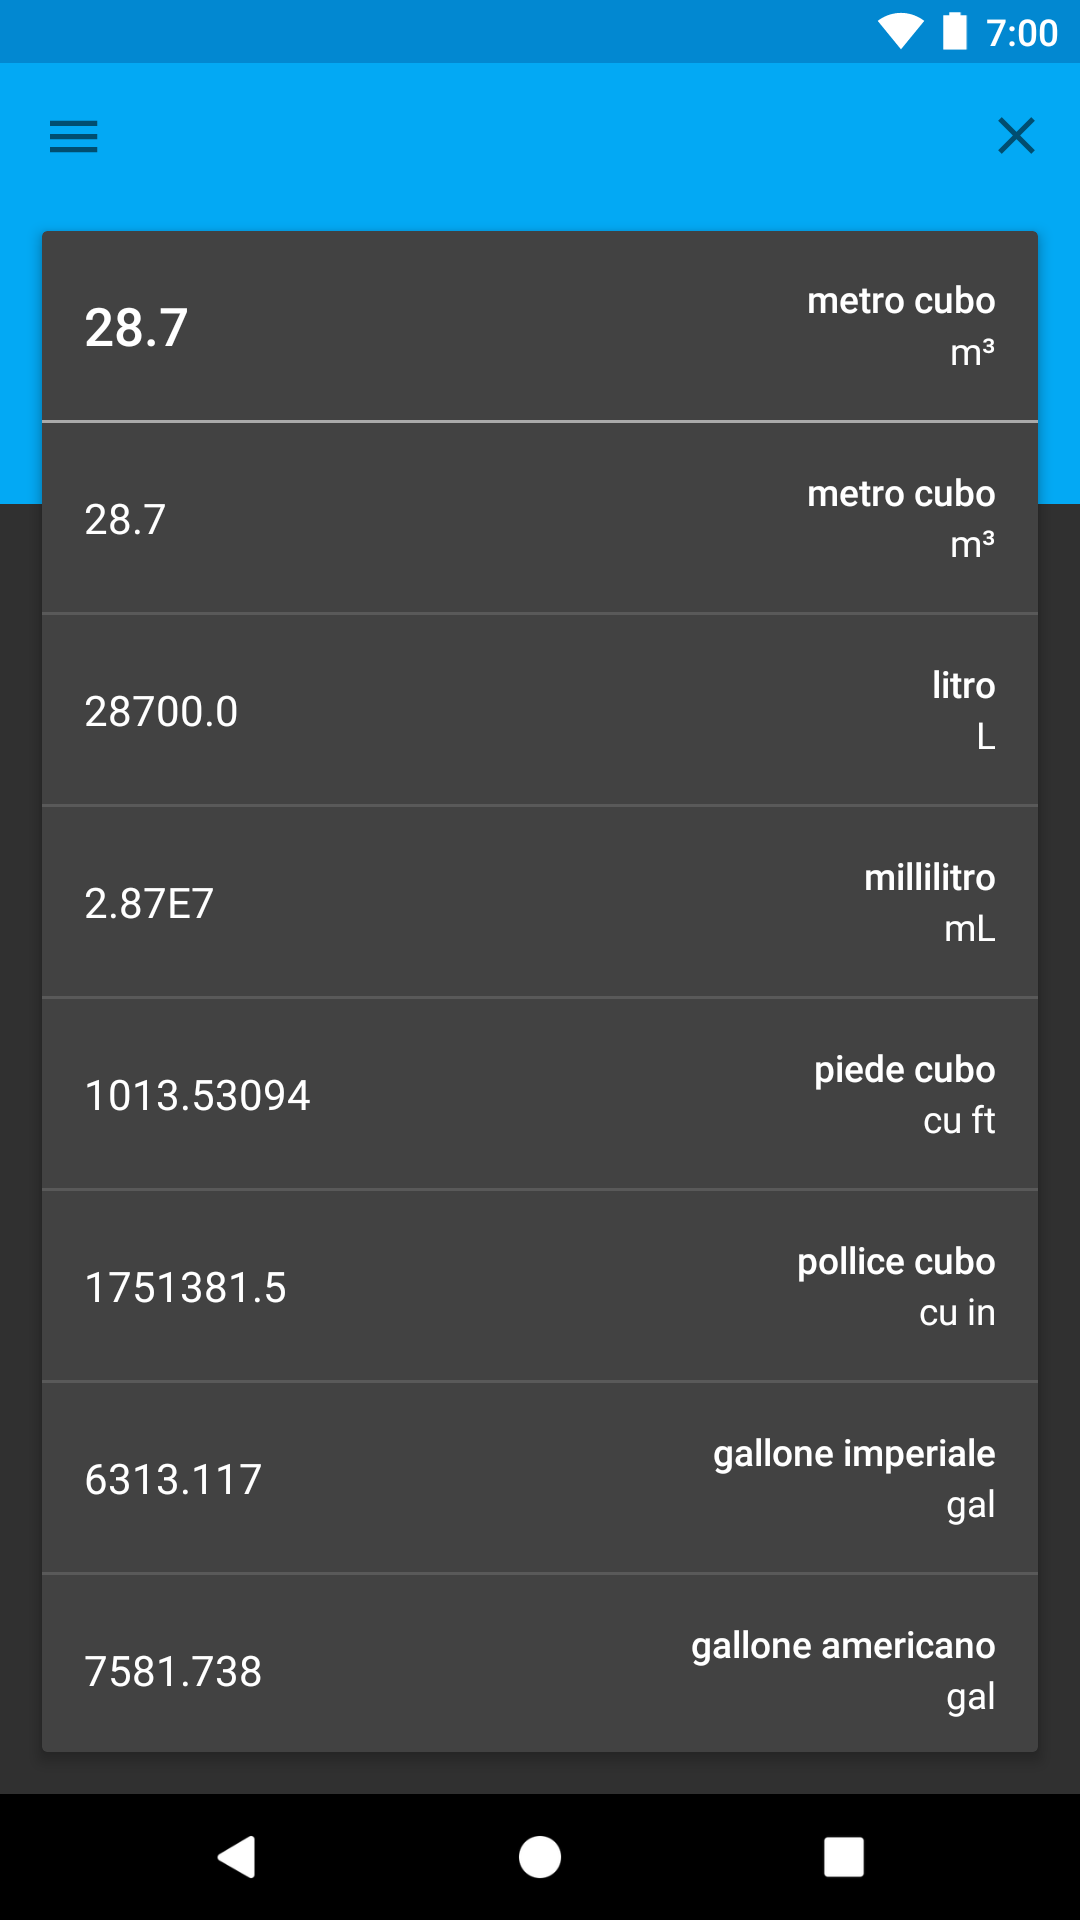 7:00
28.7
metro cubo
m³
28.7
metro cubo
m³
28700.0
litro
L
2.87E7
millilitro
mL
1013.53094
piede cubo
cu ft
1751381.5
pollice cubo
cu in
6313.117
gallone imperiale
gal
7581.738
gallone americano
gal